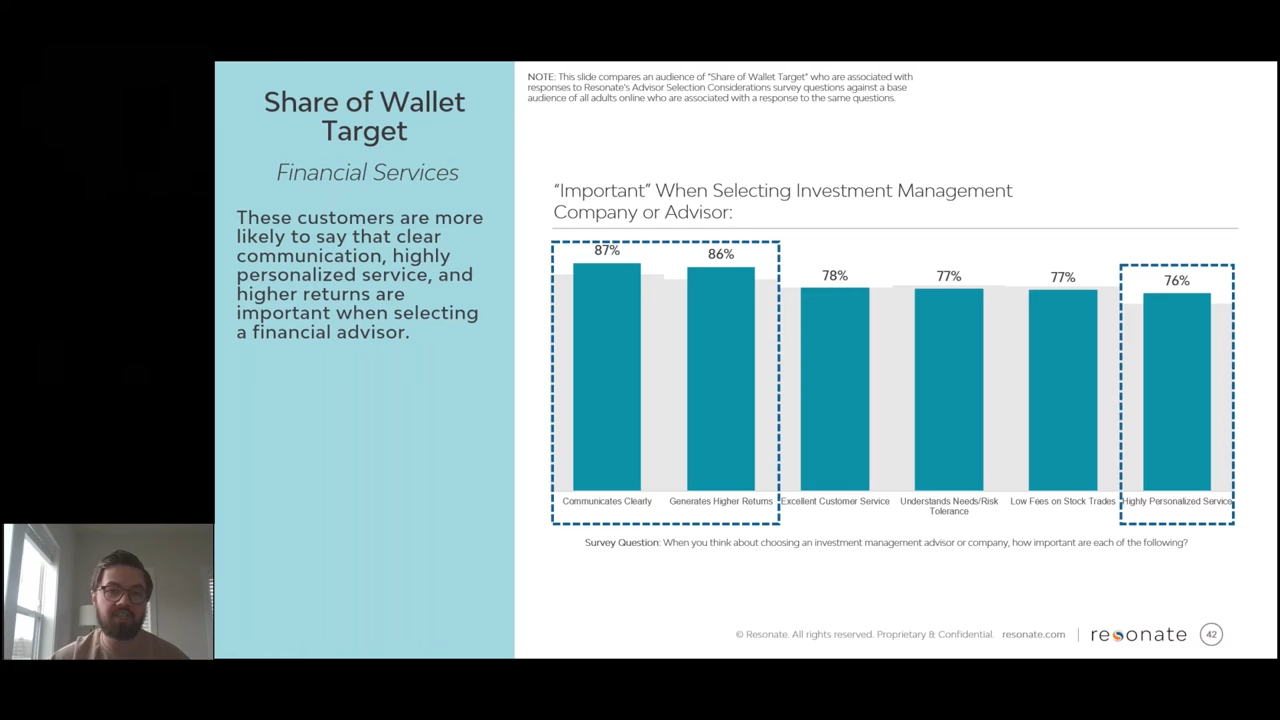 Share of Wallet
Target
Financial Services
These customers are more
likely to say that clear
communication, highly
personalized service, and
higher returns are
important when selecting
a financial advisor.
NOTE: This slide compares an audience of "Share of Wallet Target" who are associated with
responses to Resonate's Advisor Selection Considerations survey questions against a base
audience of all adults online who are associated with a response to the same questions.
"Important" When Selecting Investment Management
Company or Advisor:
87%
86%
78%
77%
77%
76%
Communicates Clearly
Generates Higher Returns
Excellent Customer Service
Understands Needs/Risk
Tolerance
Low Fees on Stock Trades
Highly Personalized Service
Survey Question: When you think about choosing an investment management advisor or company, how important are each of the following?
© Resonate. All rights reserved. Proprietary & Confidential. resonate.com
resonate
42